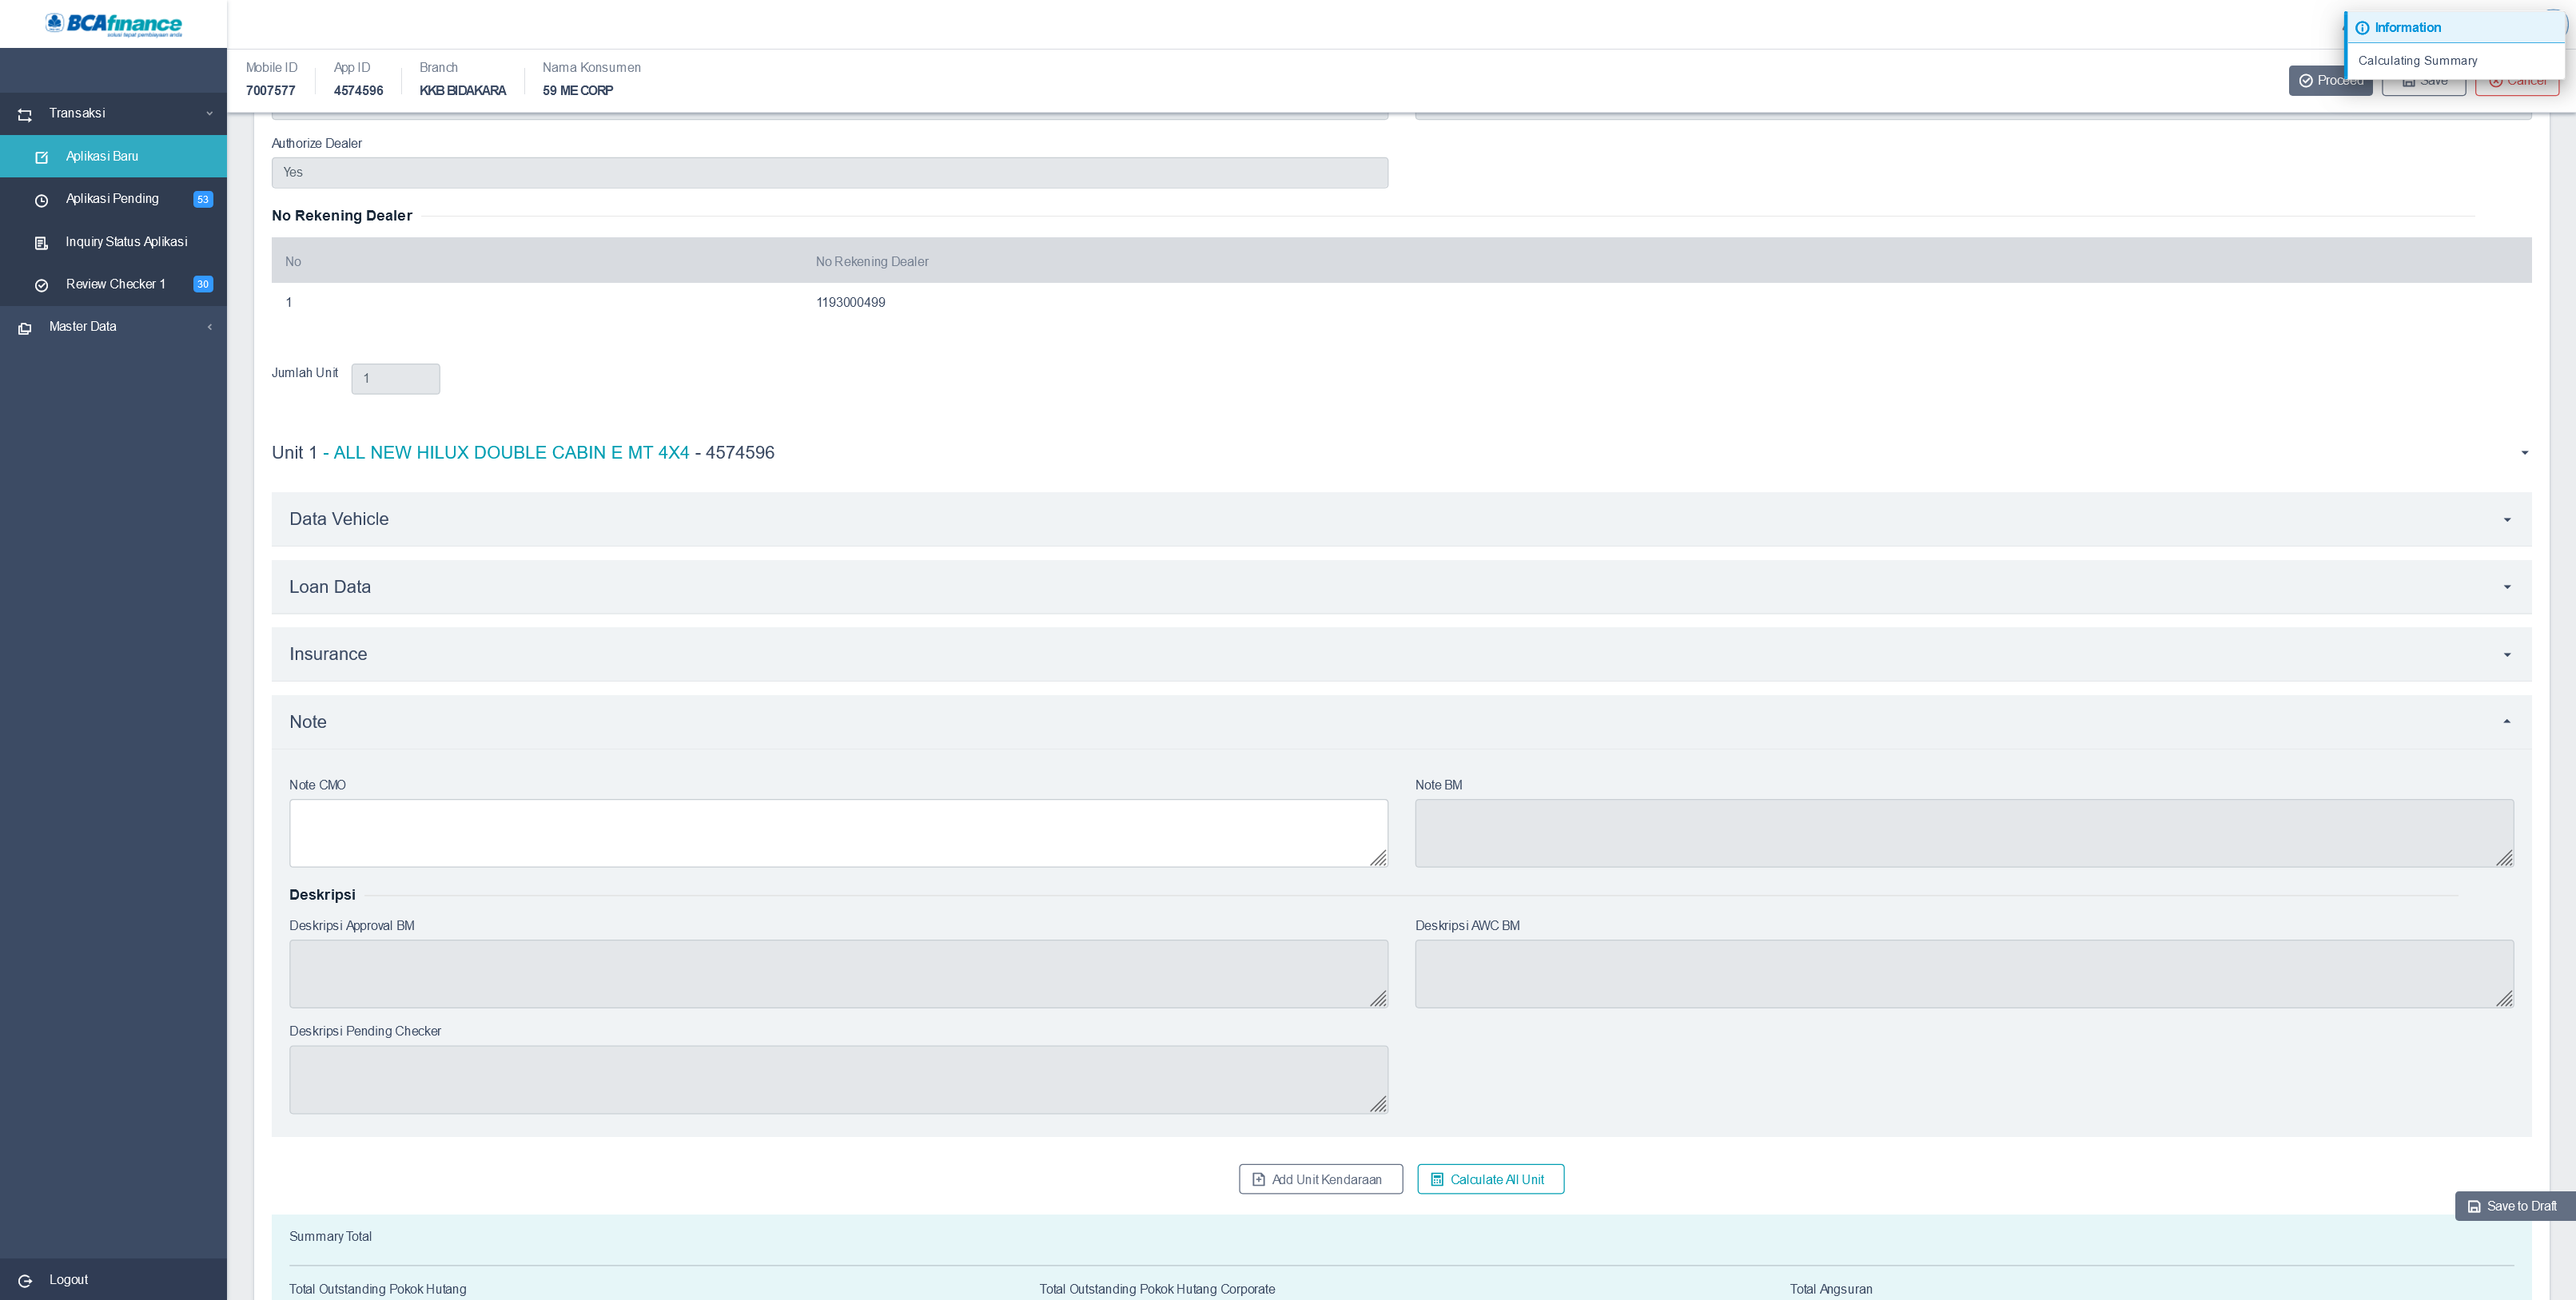 BCAfinance
solusi tepat pembiayaan anda
Information
Calculating Summary
Mobile ID
7007577
App ID
4574596
Branch
KKB BIDAKARA
Nama Konsumen
59 ME CORP
Proceed
Save
Cancel
Transaksi
Aplikasi Baru
Aplikasi Pending 53
Inquiry Status Aplikasi
Review Checker 1 30
Master Data
Logout
Authorize Dealer
Yes
No Rekening Dealer
No No Rekening Dealer
1 1193000499
Jumlah Unit 1
Unit 1 - ALL NEW HILUX DOUBLE CABIN E MT 4X4 - 4574596
Data Vehicle
Loan Data
Insurance
Note
Note CMO Note BM
Deskripsi
Deskripsi Approval BM Deskripsi AWC BM
Deskripsi Pending Checker
Add Unit Kendaraan Calculate All Unit
Save to Draft
Summary Total
Total Outstanding Pokok Hutang Total Outstanding Pokok Hutang Corporate Total Angsuran